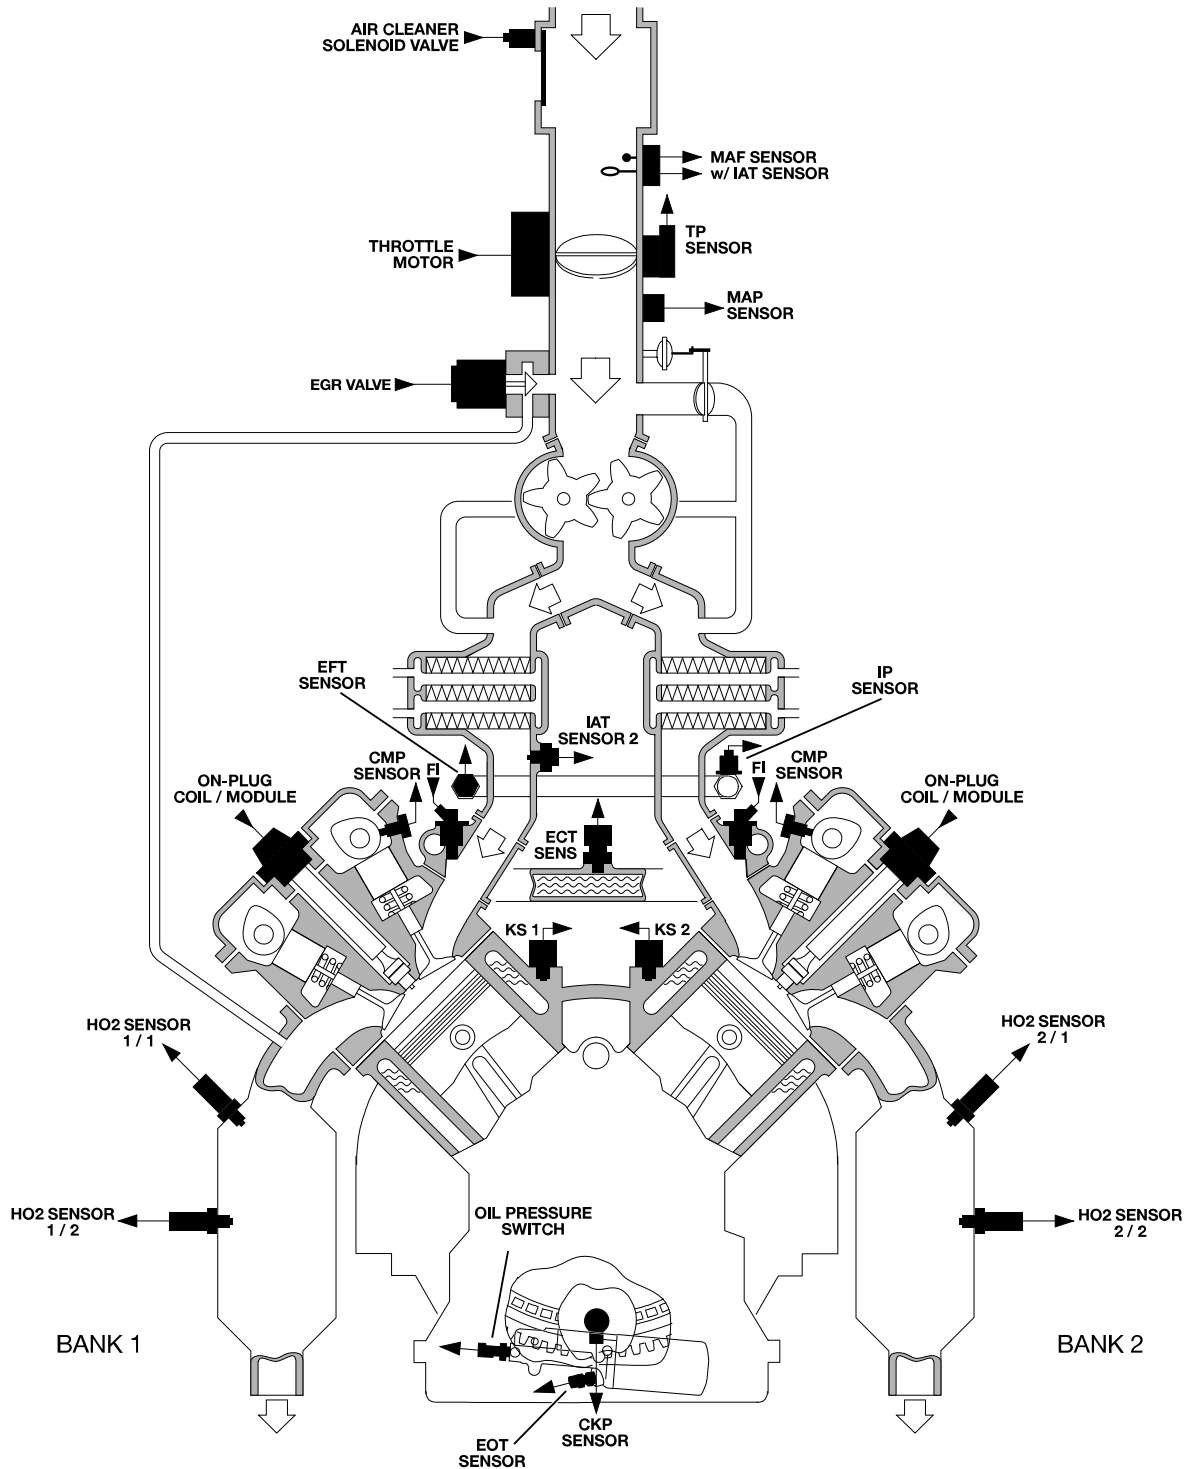 AIR CLEANER
SOLENOID VALVE
MAF SENSOR
w/ IAT SENSOR
TP
SENSOR
THROTTLE
MOTOR
MAP
SENSOR
EGR VALVE
EFT
SENSOR
IP
SENSOR
IAT
SENSOR 2
CMP
SENSOR
FI
FI
CMP
SENSOR
ON-PLUG
COIL / MODULE
ON-PLUG
COIL / MODULE
ECT
SENS
KS 1
KS 2
HO2 SENSOR
1 / 1
HO2 SENSOR
2 / 1
HO2 SENSOR
1 / 2
OIL PRESSURE
SWITCH
HO2 SENSOR
2 / 2
BANK 1
BANK 2
CKP
SENSOR
EOT
SENSOR